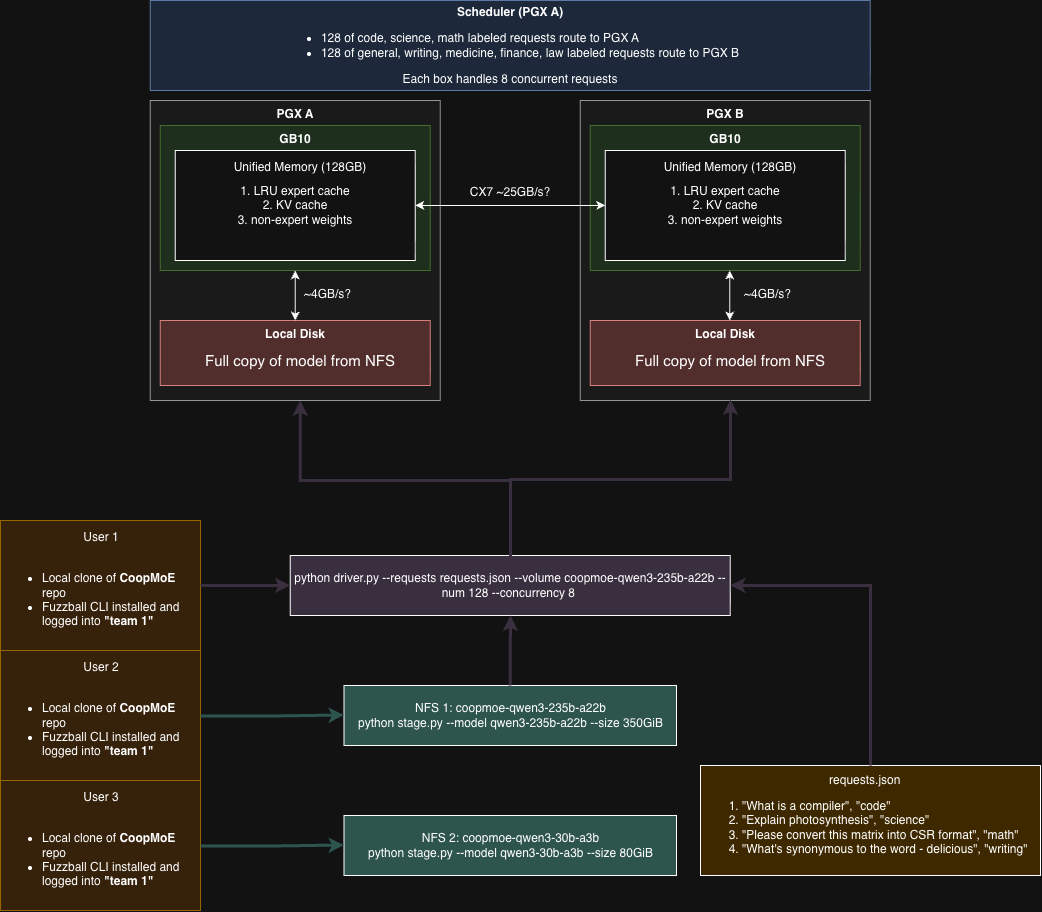 Scheduler (PGX A)
• 128 of code, science, math labeled requests route to PGX A
• 128 of general, writing, medicine, finance, law labeled requests route to PGX B
Each box handles 8 concurrent requests
PGX A
GB10
Unified Memory (128GB)
1. LRU expert cache
2. KV cache
3. non-expert weights
CX7 ~25GB/s?
PGX B
GB10
Unified Memory (128GB)
1. LRU expert cache
2. KV cache
3. non-expert weights
~4GB/s?
~4GB/s?
Local Disk
Full copy of model from NFS
Local Disk
Full copy of model from NFS
User 1
• Local clone of CoopMoE
repo
• Fuzzball CLI installed and
logged into "team 1"
python driver.py --requests requests.json --volume coopmoe-qwen3-235b-a22b --
num 128 --concurrency 8
User 2
• Local clone of CoopMoE
repo
• Fuzzball CLI installed and
logged into "team 1"
NFS 1: coopmoe-qwen3-235b-a22b
python stage.py --model qwen3-235b-a22b --size 350GiB
User 3
• Local clone of CoopMoE
repo
• Fuzzball CLI installed and
logged into "team 1"
NFS 2: coopmoe-qwen3-30b-a3b
python stage.py --model qwen3-30b-a3b --size 80GiB
requests.json
1. "What is a compiler", "code"
2. "Explain photosynthesis", "science"
3. "Please convert this matrix into CSR format", "math"
4. "What's synonymous to the word - delicious", "writing"